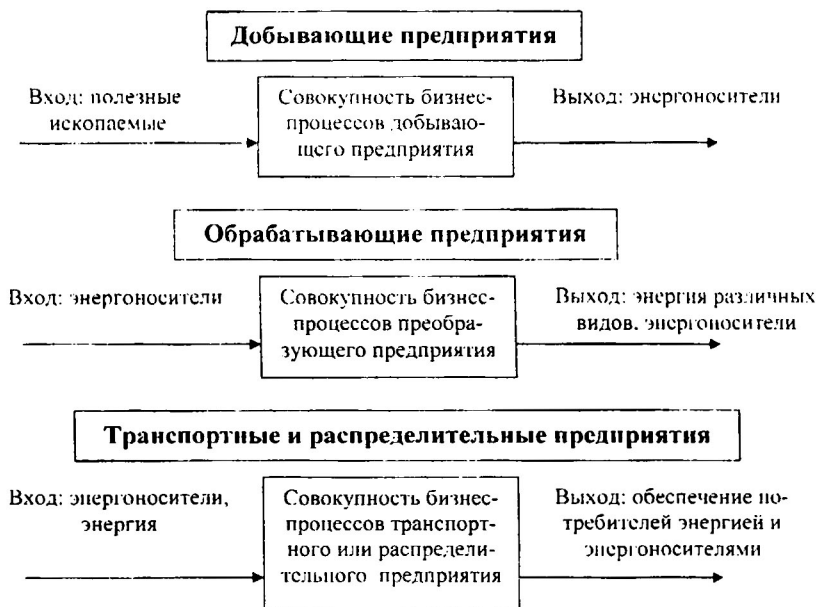 Добывающие предприятия
Вход: полезные
ископаемые
Совокупность бизнес-
процессов добываю-
щего предприятия
Выход: энергоносители
Обрабатывающие предприятия
Вход: энергоносители
Совокупность бизнес-
процессов преобра-
зующего предприятия
Выход: энергия различных
видов, энергоносители
Транспортные и распределительные предприятия
Вход: энергоносители,
энергия
Совокупность бизнес-
процессов транспорт-
ного или распредели-
тельного предприятия
Выход: обеспечение по-
требителей энергией и
энергоносителями